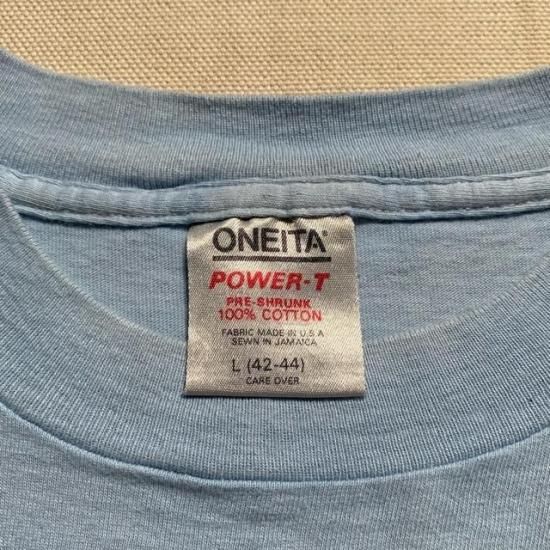 ONEITA®
POWER-T
PRE-SHRUNK
100% COTTON
FABRIC MADE IN U.S.A
SEWN IN JAMAICA
L (42-44)
CARE OVER